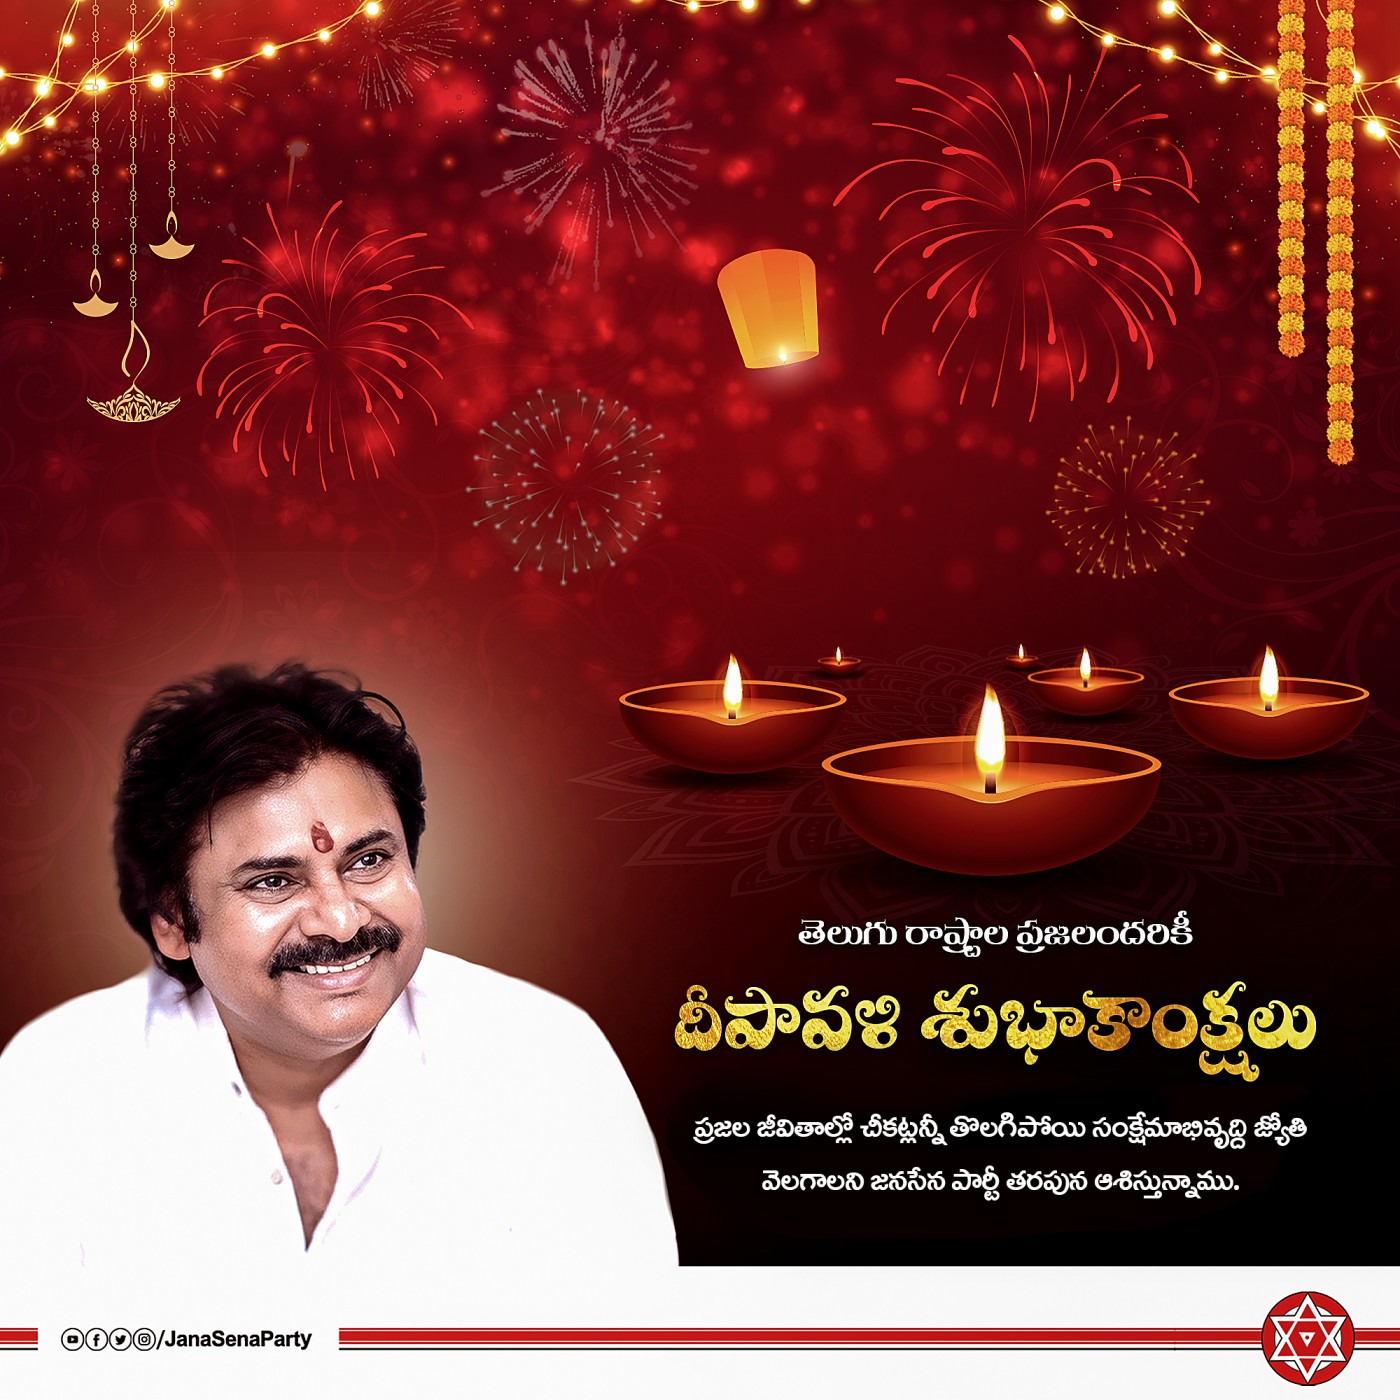 తెలుగు రాష్ట్రాల ప్రజలందరికీ
దీపావళి శుభాకాంక్షలు
ప్రజల జీవితాల్లో చీకట్లన్నీ తొలగిపోయి సంక్షేమాభివృద్ధి జ్యోతి
వెలగాలని జనసేన పార్టీ తరపున ఆశిస్తున్నాము.
/JanaSenaParty